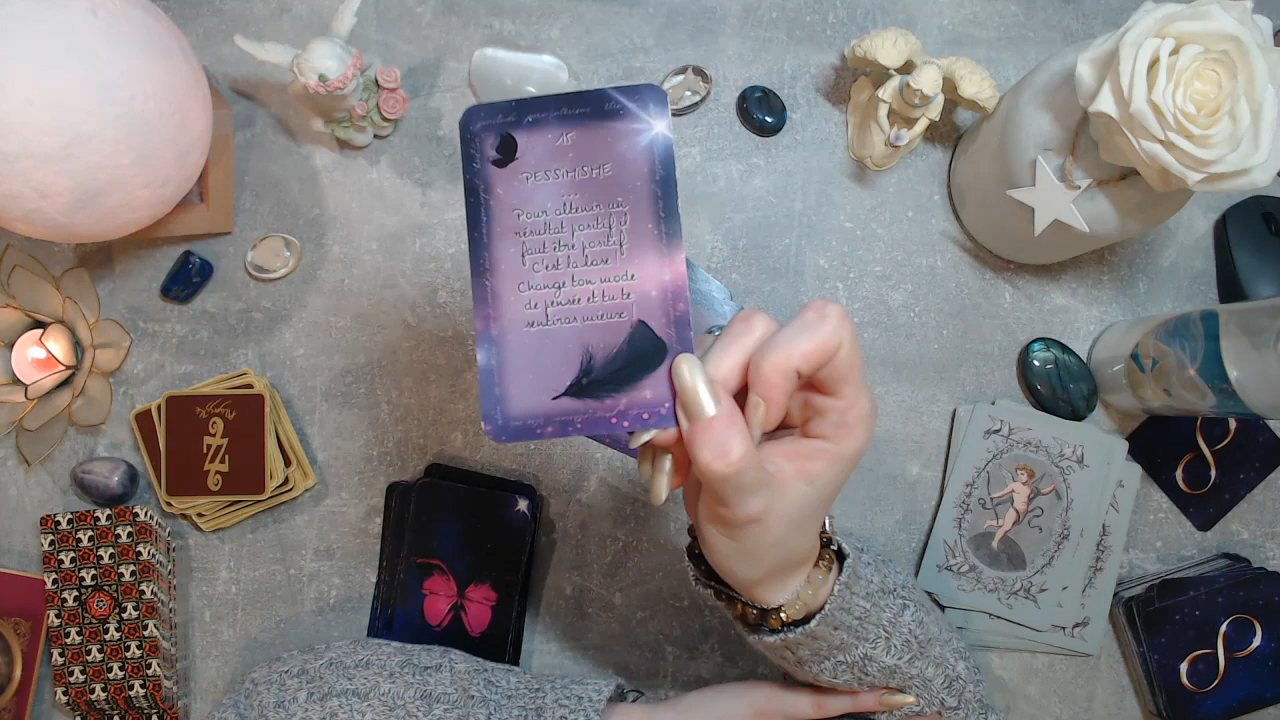 15
PESSIMISME
...
Pour obtenir un
résultat positif il
faut être positif
C'est la base !
Change ton mode
de pensée et tu te
sentiras mieux !